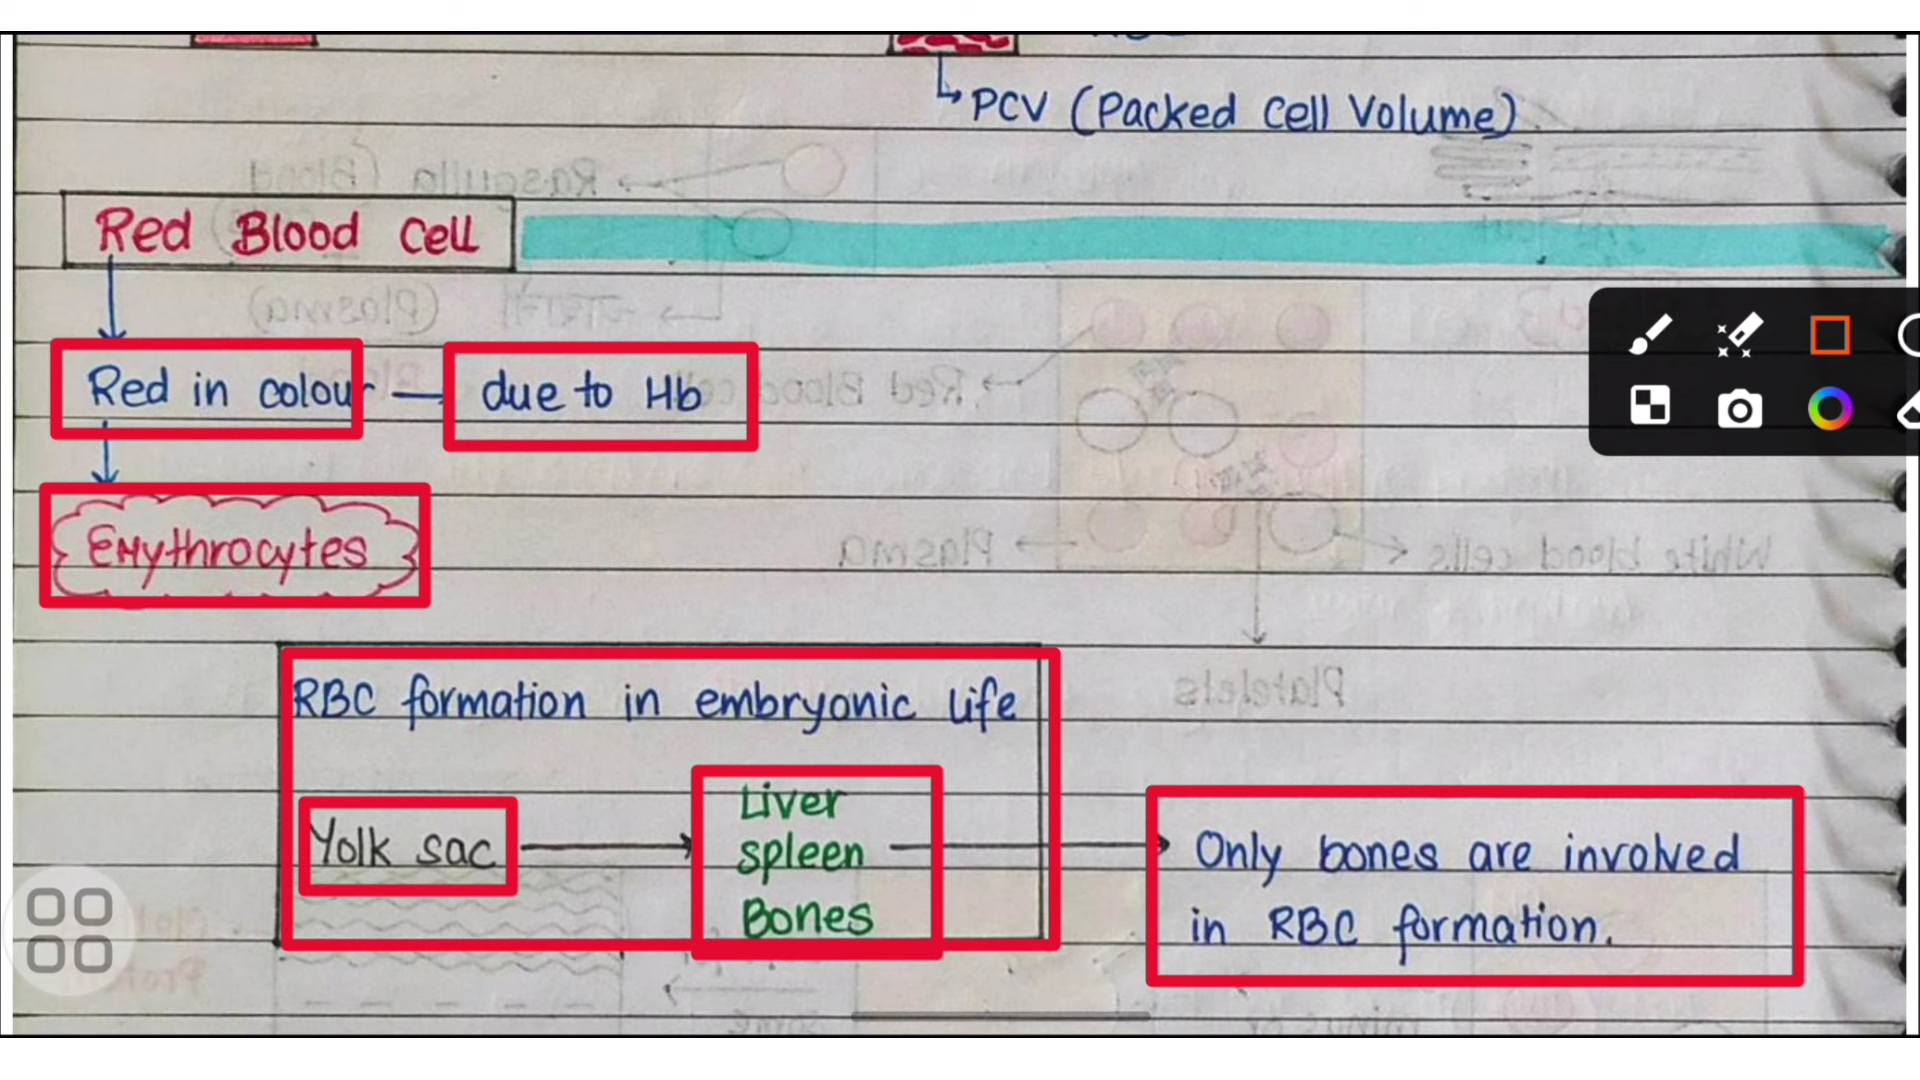 PCV (Packed Cell Volume)
Red Blood Cell
Red in colour — due to Hb
Erythrocytes
RBC formation in embryonic life
Yolk sac
Liver
spleen
Bones
Only bones are involved
in RBC formation.